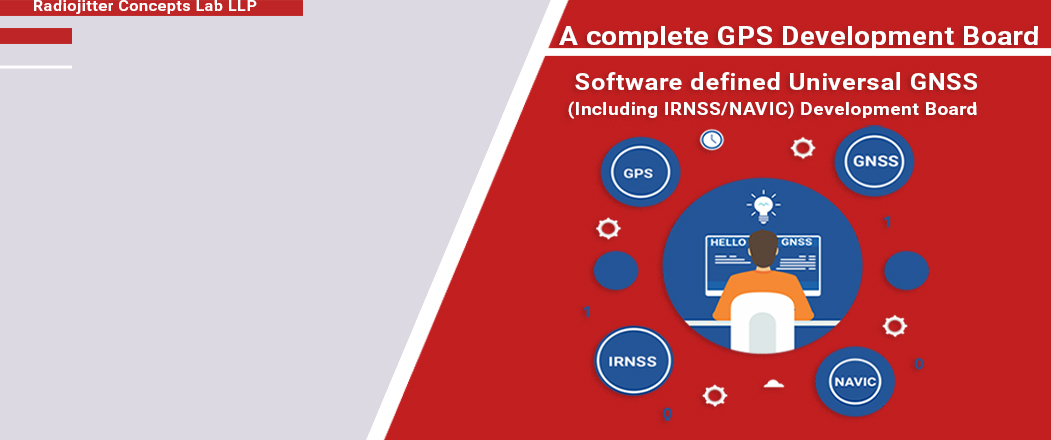 Radiojitter Concepts Lab LLP
A complete GPS Development Board
Software defined Universal GNSS
(Including IRNSS/NAVIC) Development Board
GPS
GNSS
1
HELLO GNSS
1
IRNSS
NAVIC
0
0